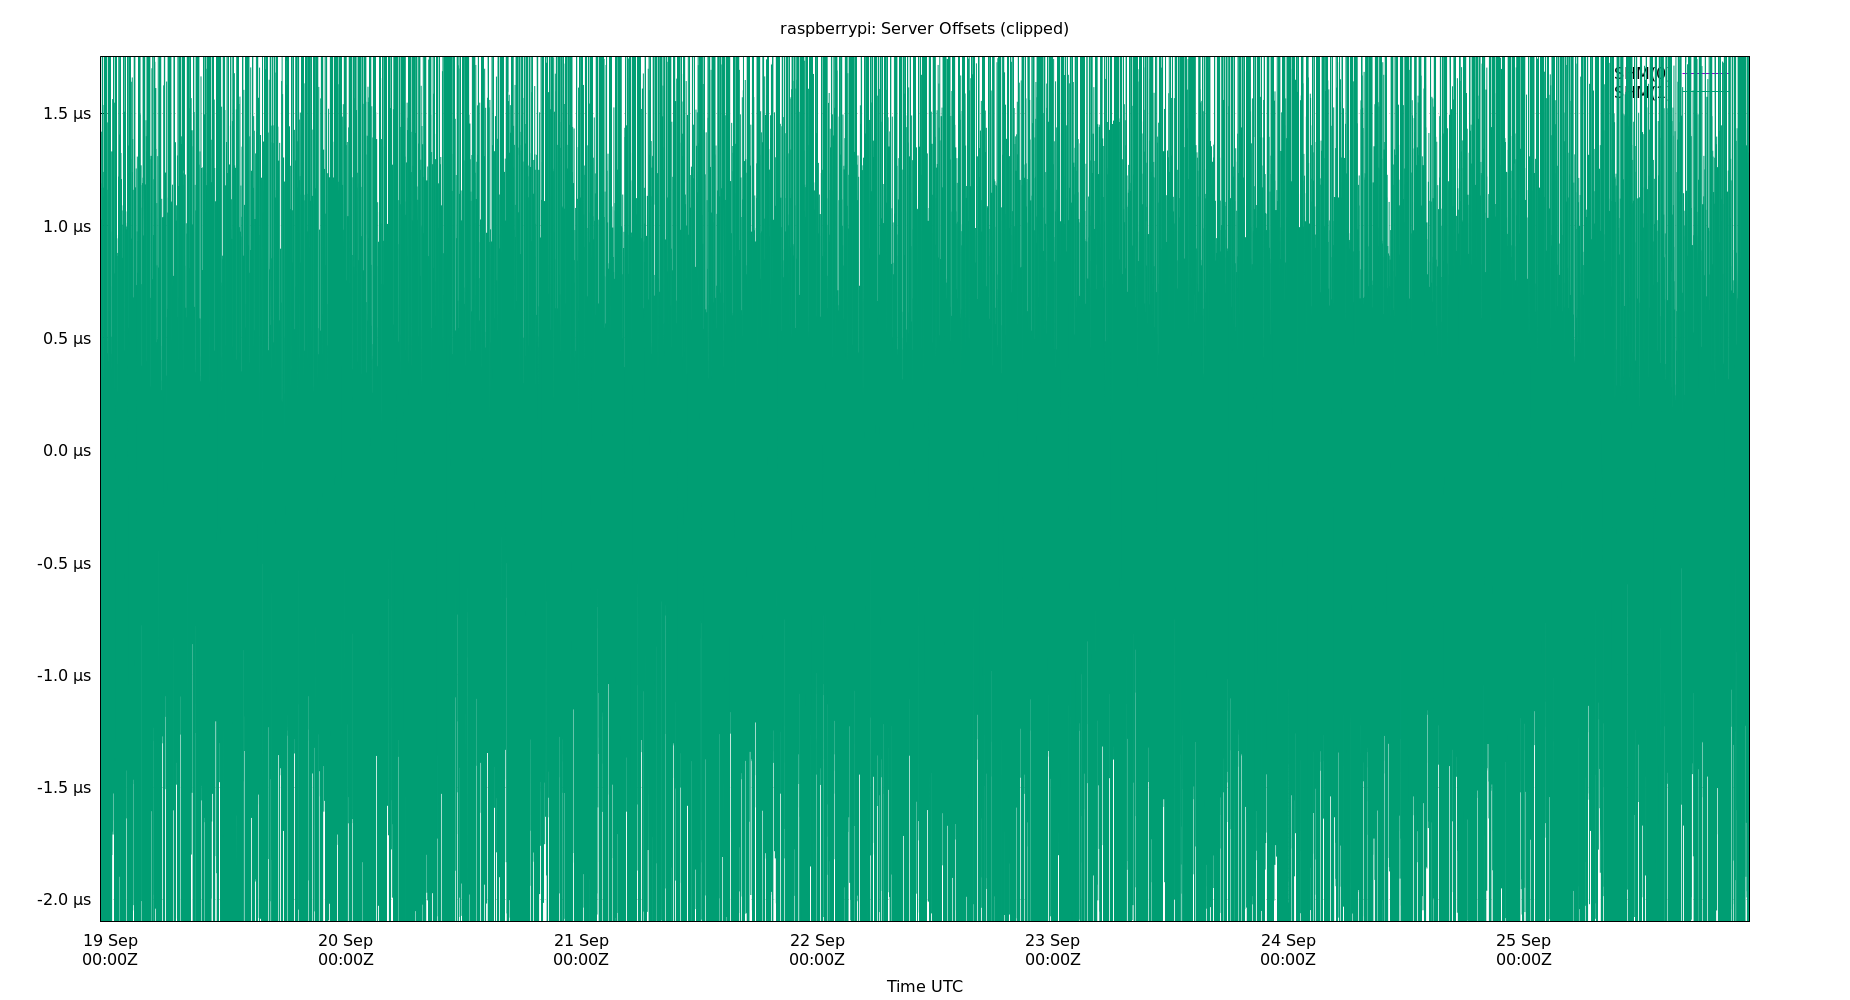 raspberrypi: Server Offsets (clipped)
1.5 µs
1.0 µs
0.5 µs
0.0 µs
-0.5 µs
-1.0 µs
-1.5 µs
-2.0 µs
19 Sep 20 Sep 21 Sep 22 Sep 23 Sep 24 Sep 25 Sep
00:00Z 00:00Z 00:00Z 00:00Z 00:00Z 00:00Z 00:00Z
Time UTC